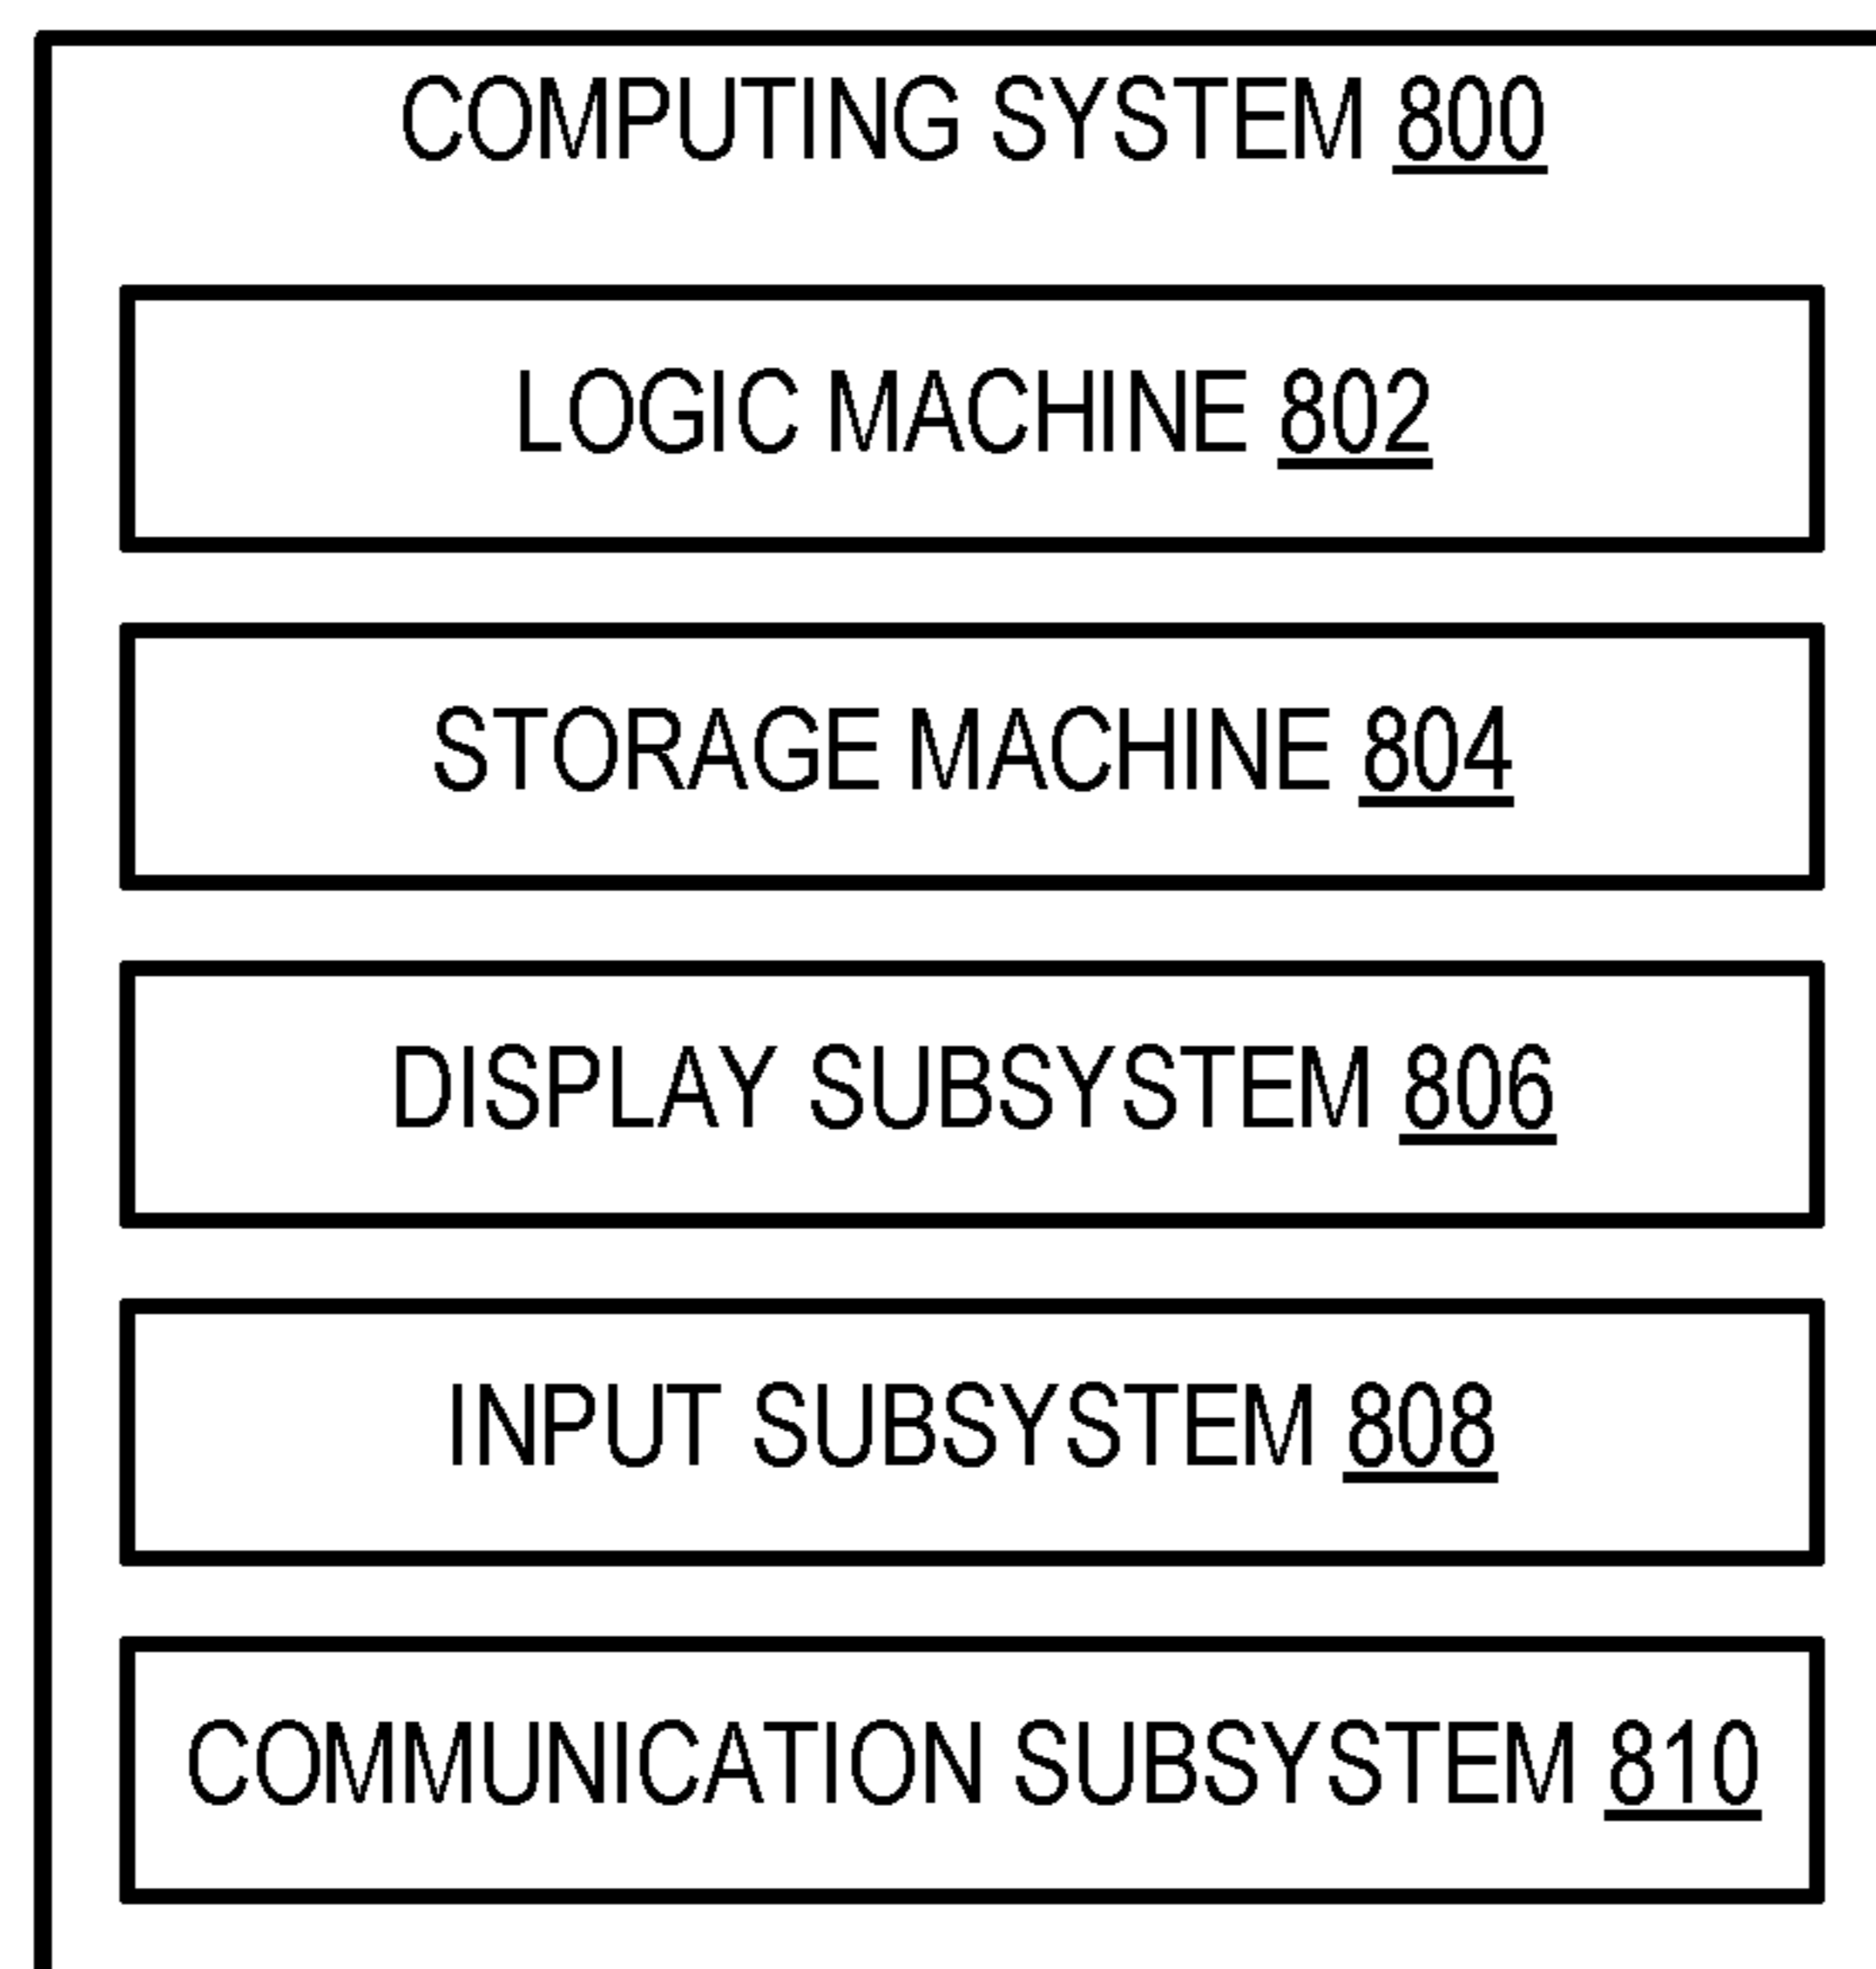 COMPUTING SYSTEM 800
LOGIC MACHINE 802
STORAGE MACHINE 804
DISPLAY SUBSYSTEM 806
INPUT SUBSYSTEM 808
COMMUNICATION SUBSYSTEM 810